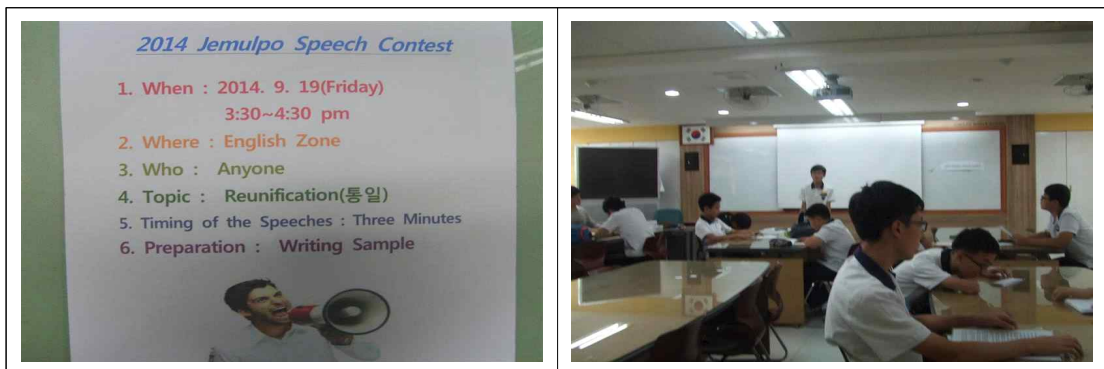 2014 Jemulpo Speech Contest
1. When : 2014. 9. 19(Friday)
3:30~4:30 pm
2. Where : English Zone
3. Who : Anyone
4. Topic : Reunification(통일)
5. Timing of the Speeches : Three Minutes
6. Preparation : Writing Sample